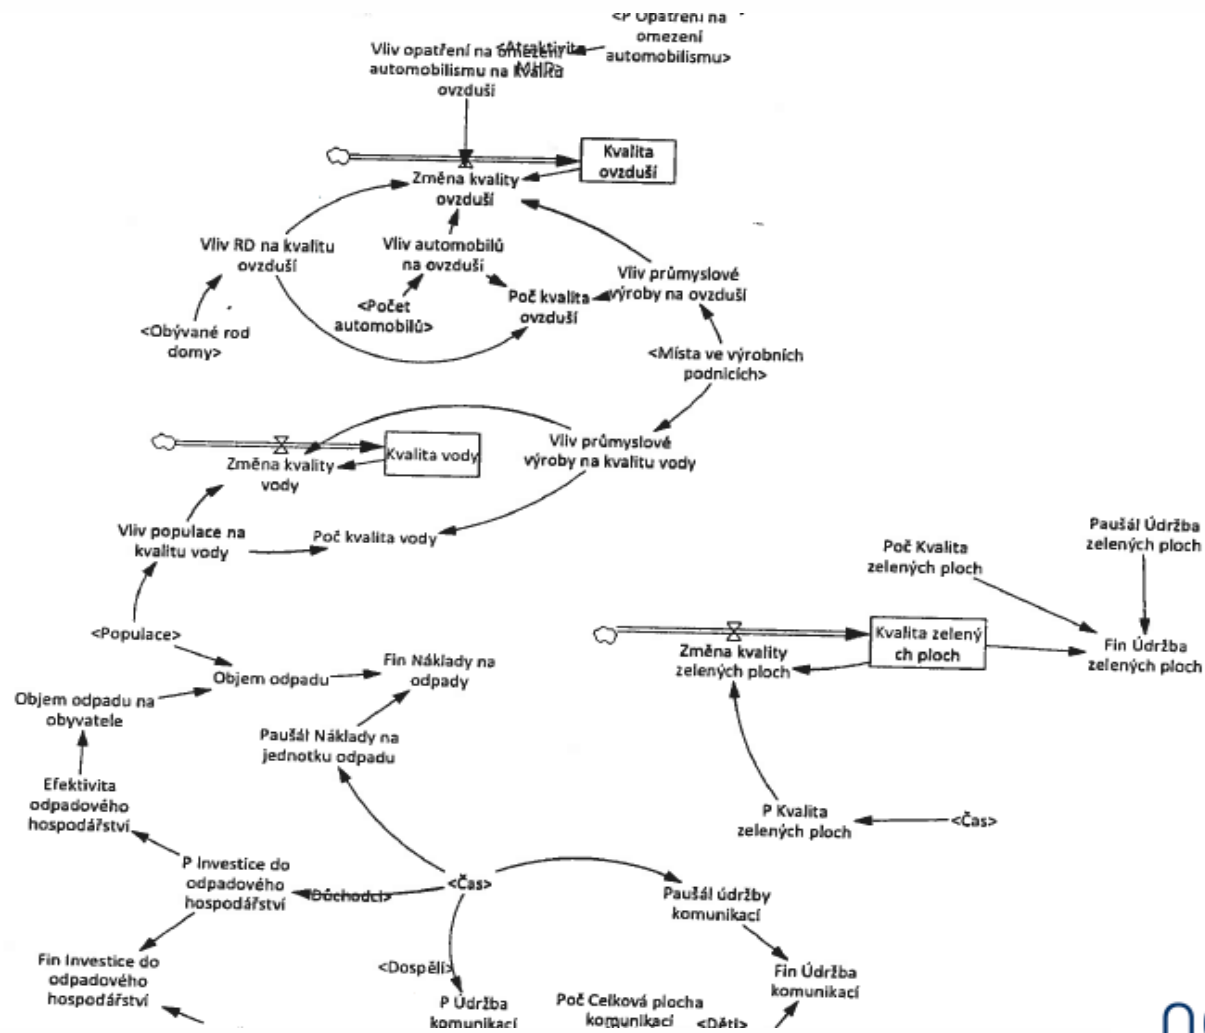 <P Opatření na
omezení
automobilismu>
<Atraktivita
MHD>
Vliv opatření na omezení
automobilismu na kvalitu
ovzduší
Kvalita
ovzduší
Změna kvality
ovzduší
Vliv RD na kvalitu
ovzduší
Vliv automobilů
na ovzduší
Vliv průmyslové
výroby na ovzduší
Poč kvalita
ovzduší
<Počet
automobilů>
<Obývané rod
domy>
<Místa ve výrobních
podnicích>
Vliv průmyslové
výroby na kvalitu vody
Kvalita vody
Změna kvality
vody
Vliv populace na
kvalitu vody
Poč kvalita vody
Paušál Údržba
zelených ploch
Poč Kvalita
zelených ploch
<Populace>
Kvalita zelený
ch ploch
Fin Údržba
zelených ploch
Změna kvality
zelených ploch
Fin Náklady na
odpady
Objem odpadu
Objem odpadu na
obyvatele
Paušál Náklady na
jednotku odpadu
Efektivita
odpadového
hospodářství
P Kvalita
zelených ploch
<Čas>
P Investice do
odpadového
hospodářství
<Důchodci>
<Čas>
Paušál údržby
komunikací
Fin Investice do
odpadového
hospodářství
<Dospělí>
Fin Údržba
komunikací
P Údržba
komunikací
Poč Celková plocha
komunikací
<Děti>